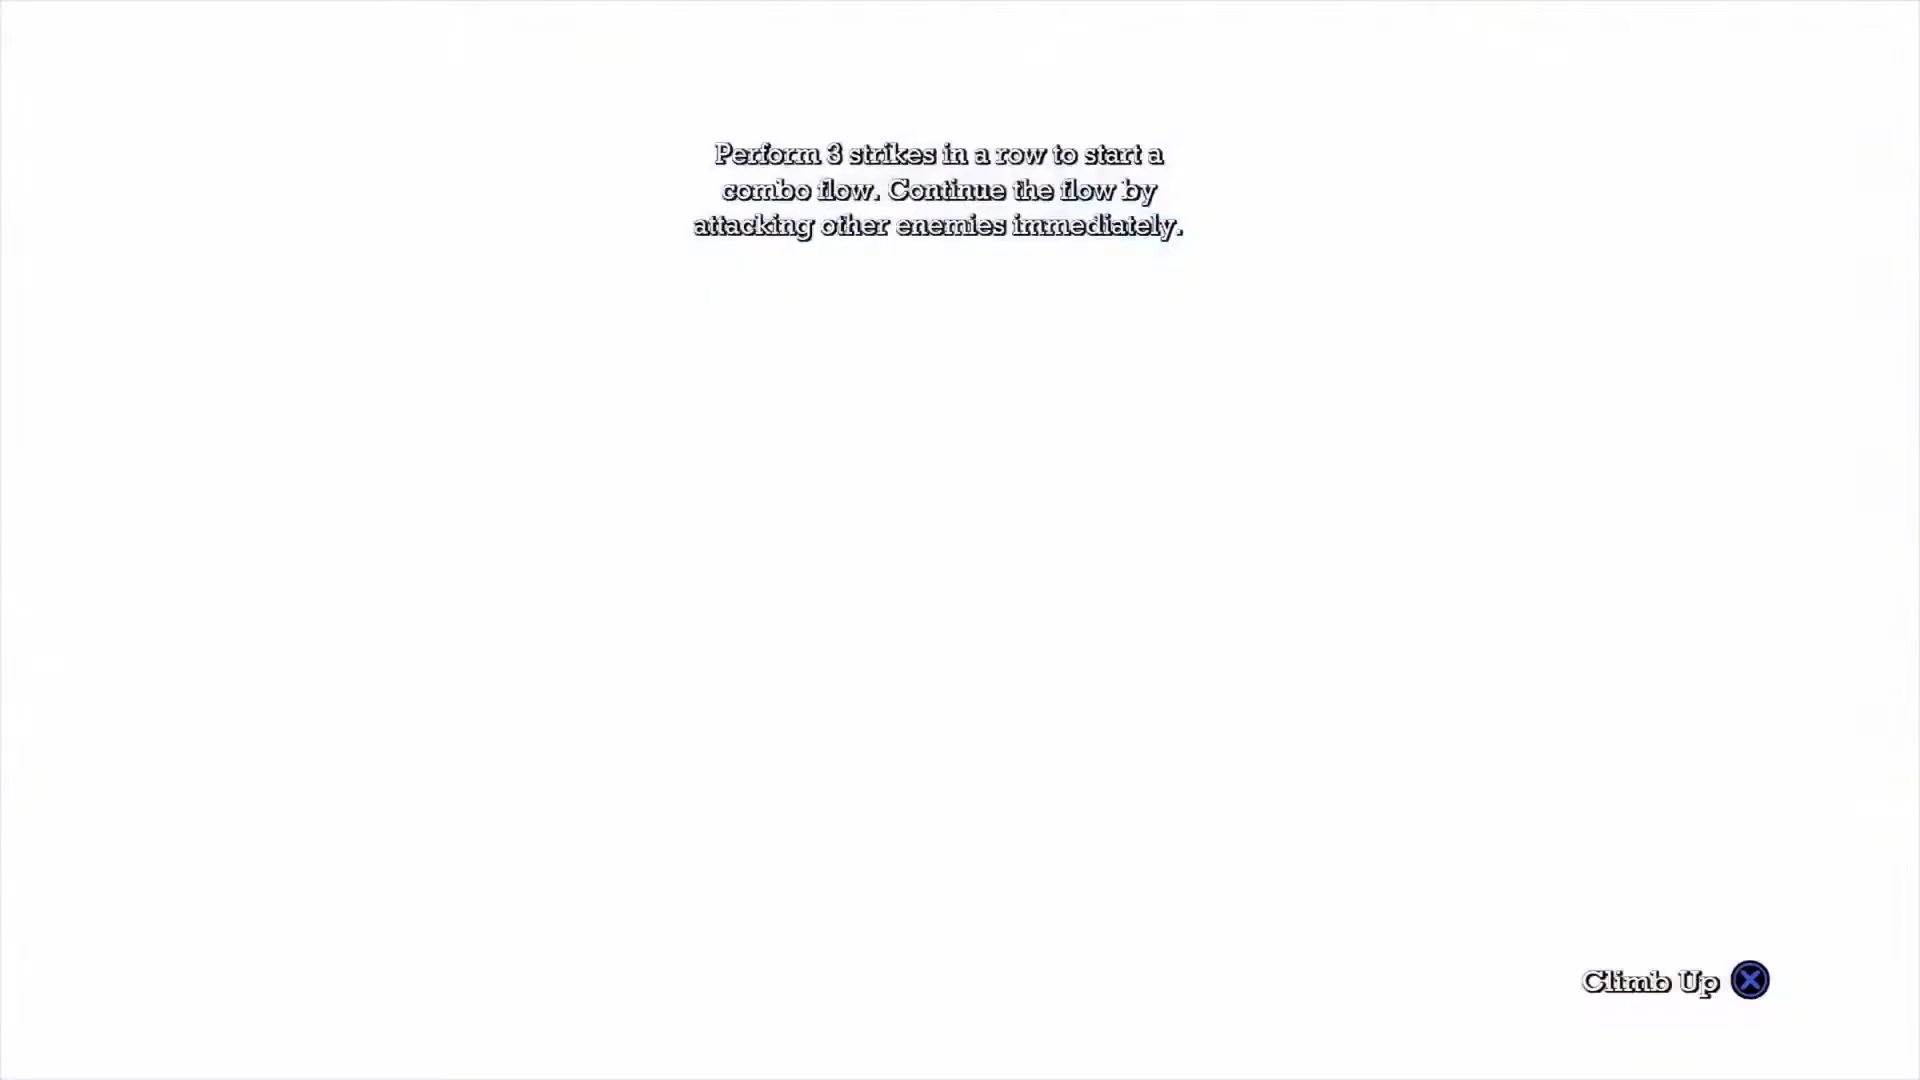 Perform 3 strikes in a row to start a
combo flow. Continue the flow by
attacking other enemies immediately.
Climb Up